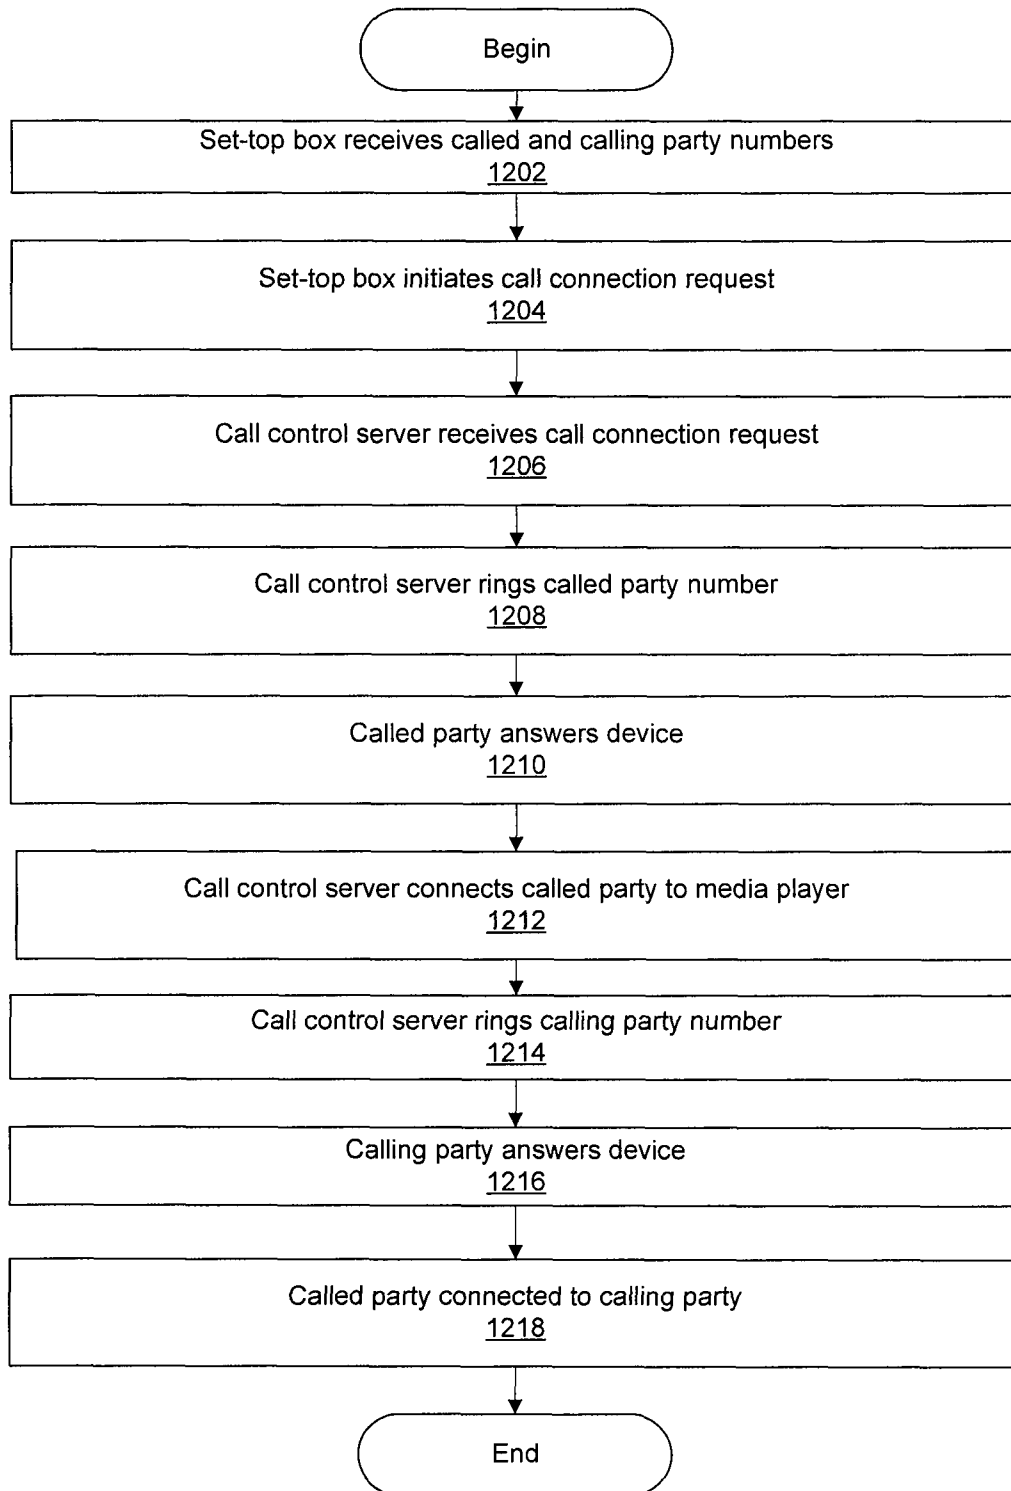 Begin
Set-top box receives called and calling party numbers
1202
Set-top box initiates call connection request
1204
Call control server receives call connection request
1206
Call control server rings called party number
1208
Called party answers device
1210
Call control server connects called party to media player
1212
Call control server rings calling party number
1214
Calling party answers device
1216
Called party connected to calling party
1218
End